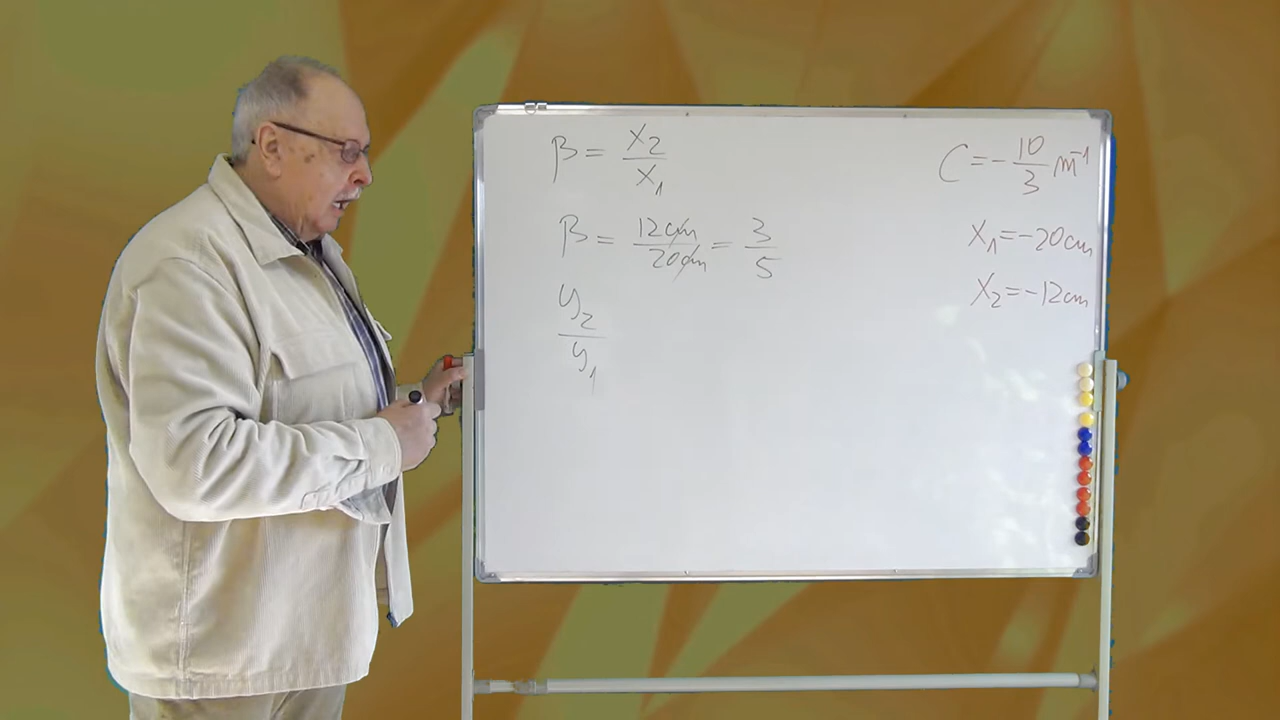 β = x₂/x₁
β = 12cm/20cm = 3/5
y₂/y₁
C = -10/3 m⁻¹
x₁ = -20cm
x₂ = -12cm